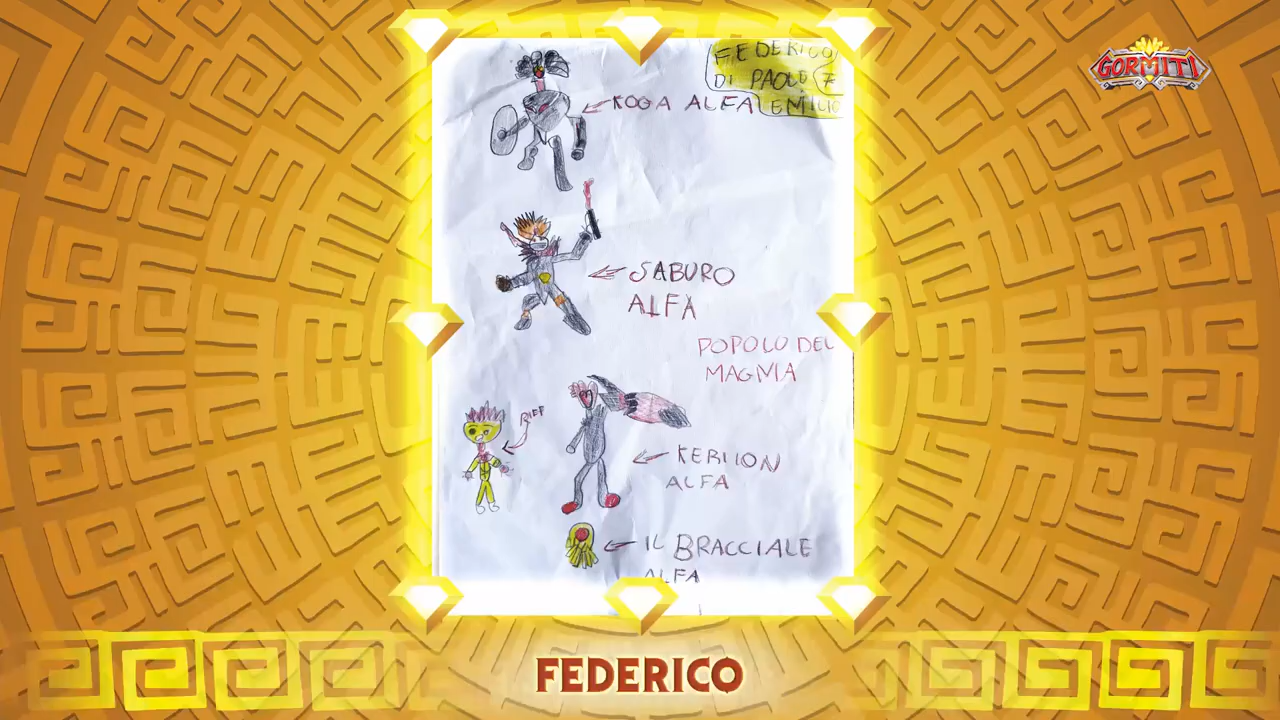 GORMITI
FEDERICO
DI PAOLO 7
EMILIO
KOGA ALFA
SABURO
ALFA
POPOLO DEL
MAGMA
RIFF
KERIION
ALFA
IL BRACCIALE
ALFA
FEDERICO